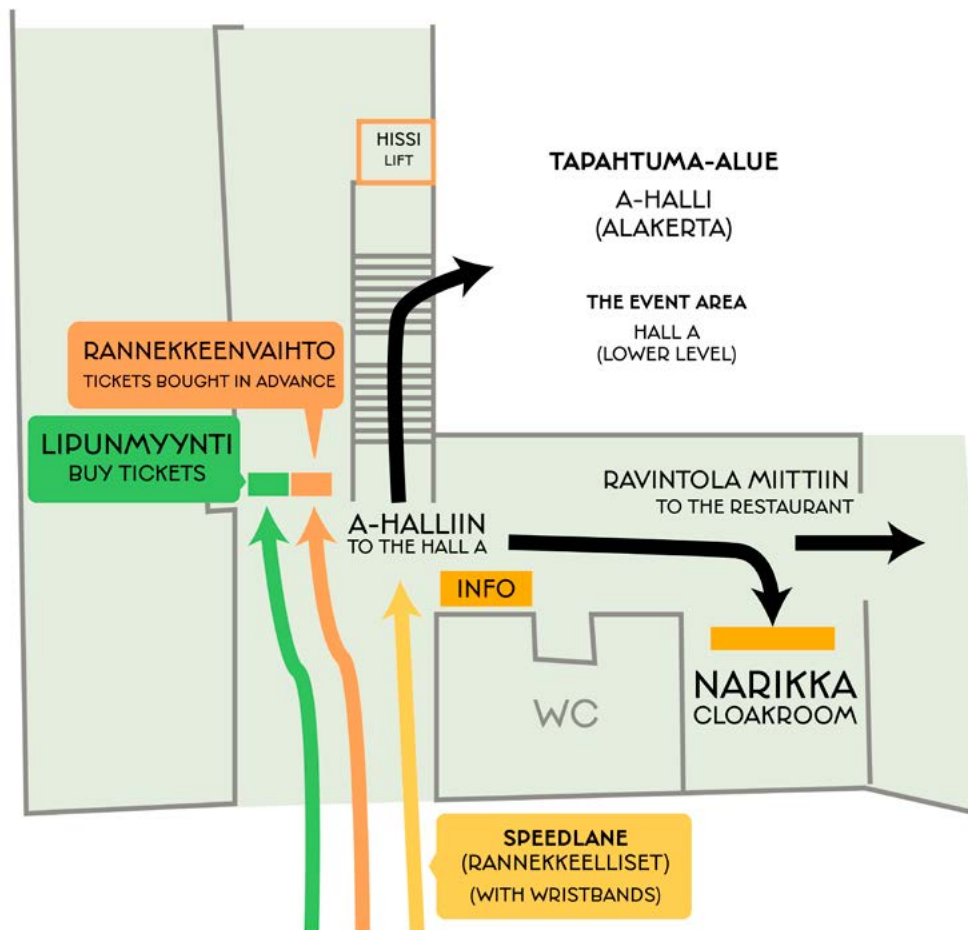 HISSI
LIFT
TAPAHTUMA-ALUE
A-HALLI
(ALAKERTA)
THE EVENT AREA
HALL A
(LOWER LEVEL)
RANNEKKEENVAIHTO
TICKETS BOUGHT IN ADVANCE
LIPUNMYYNTI
BUY TICKETS
A-HALLIIN
TO THE HALL A
RAVINTOLA MIITTIIN
TO THE RESTAURANT
INFO
WC
NARIKKA
CLOAKROOM
SPEEDLANE
(RANNEKKEELLISET)
(WITH WRISTBANDS)